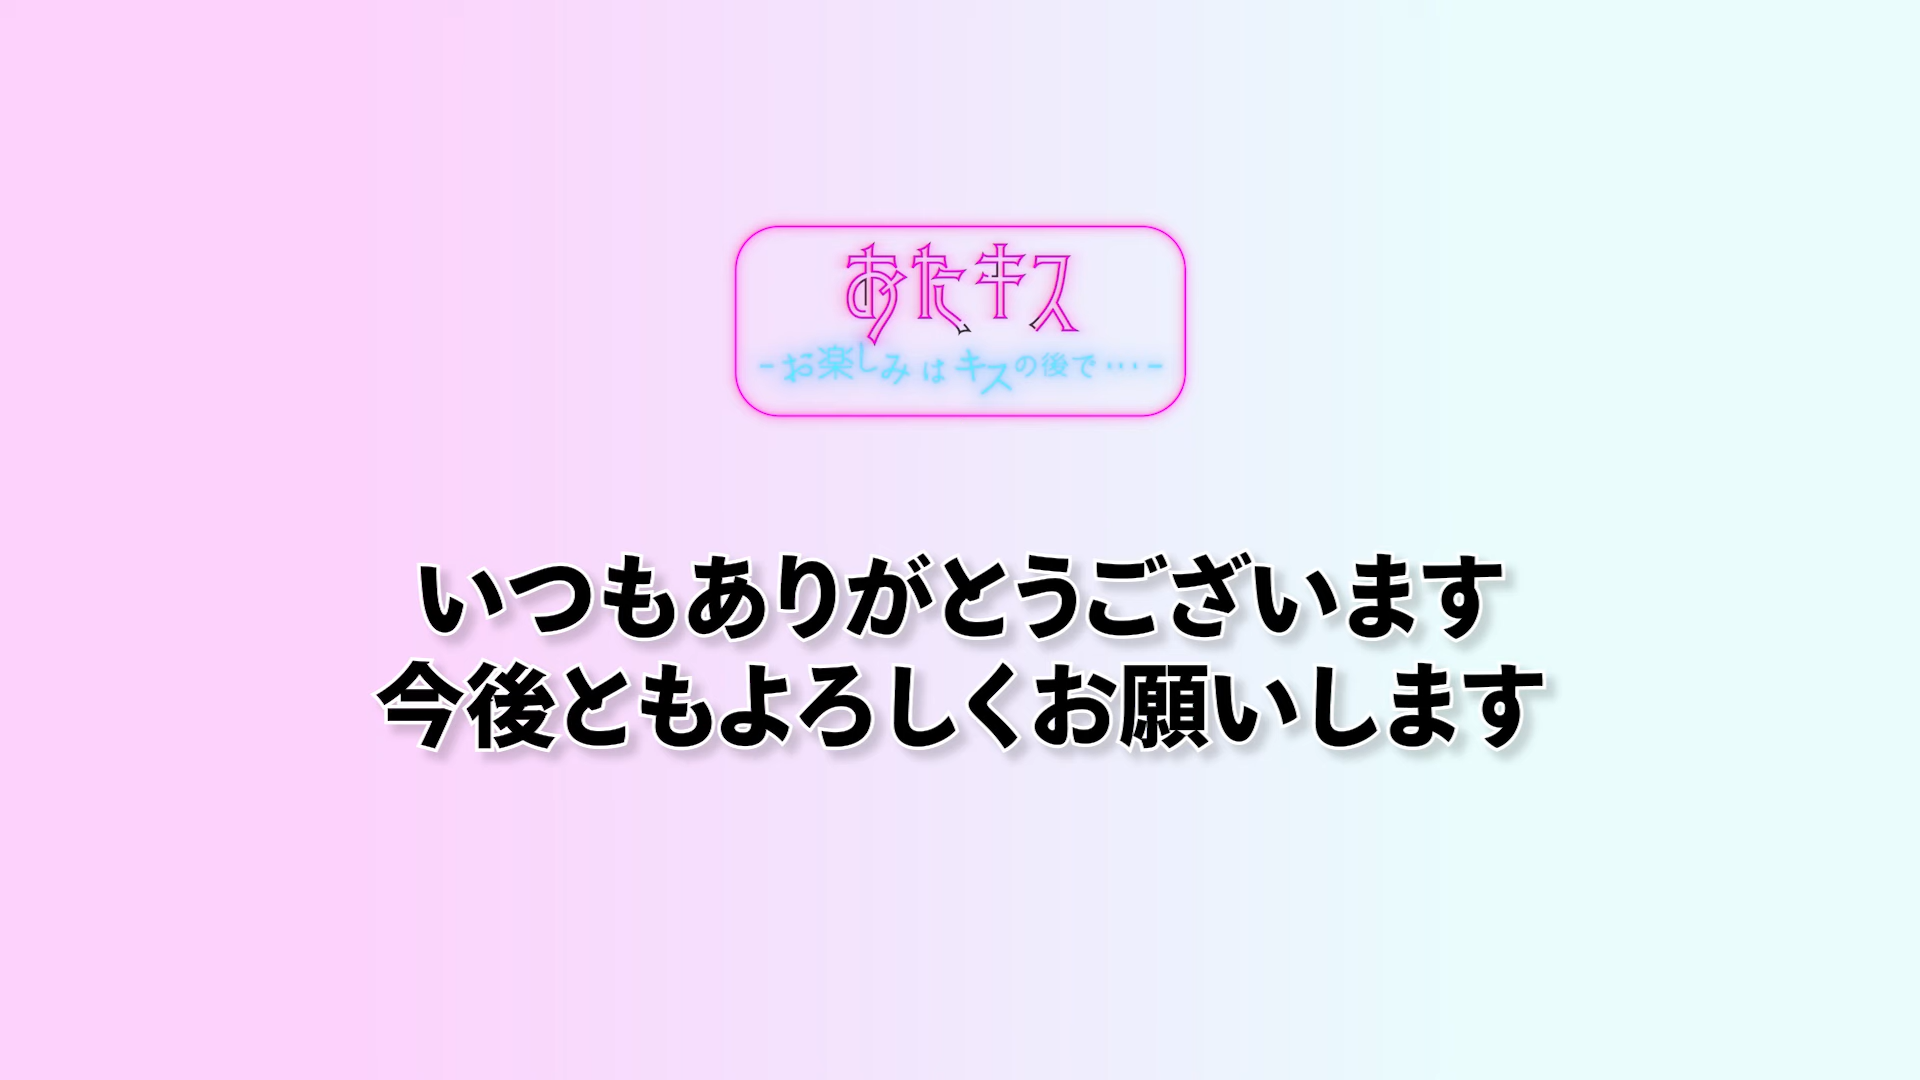 あたキス
-お楽しみはキスの後で…-
いつもありがとうございます
今後ともよろしくお願いします